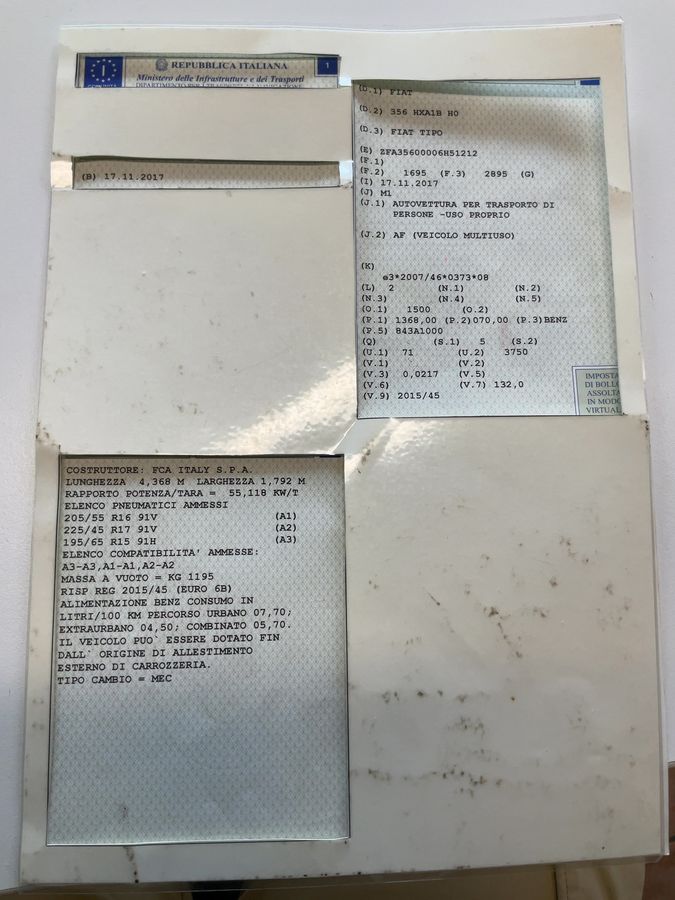 REPUBBLICA ITALIANA
1
I
Ministero delle Infrastrutture e dei Trasporti
(B) 17.11.2017
(D.1) FIAT
(D.2) 356 HXA1B H0
(D.3) FIAT TIPO
(E) ZFA35600006H51212
(F.1)
(F.2) 1695 (F.3) 2895 (G)
(I) 17.11.2017
(J) M1
(J.1) AUTOVETTURA PER TRASPORTO DI
PERSONE -USO PROPRIO
(J.2) AF (VEICOLO MULTIUSO)
(K)
e3*2007/46*0373*08
(L) 2 (N.1) (N.2)
(N.3) (N.4) (N.5)
(O.1) 1500 (O.2)
(P.1) 1368,00 (P.2)070,00 (P.3)BENZ
(P.5) 843A1000
(Q) (S.1) 5 (S.2)
(U.1) 71 (U.2) 3750
(V.1) (V.2)
(V.3) 0,0217 (V.5)
(V.6) (V.7) 132,0
(V.9) 2015/45
IMPOSTA
DI BOLLO
ASSOLTA
IN MODO
VIRTUAL
COSTRUTTORE: FCA ITALY S.P.A.
LUNGHEZZA 4,368 M LARGHEZZA 1,792 M
RAPPORTO POTENZA/TARA = 55,118 KW/T
ELENCO PNEUMATICI AMMESSI
205/55 R16 91V (A1)
225/45 R17 91V (A2)
195/65 R15 91H (A3)
ELENCO COMPATIBILITA' AMMESSE:
A3-A3,A1-A1,A2-A2
MASSA A VUOTO = KG 1195
RISP REG 2015/45 (EURO 6B)
ALIMENTAZIONE BENZ CONSUMO IN
LITRI/100 KM PERCORSO URBANO 07,70;
EXTRAURBANO 04,50; COMBINATO 05,70.
IL VEICOLO PUO` ESSERE DOTATO FIN
DALL` ORIGINE DI ALLESTIMENTO
ESTERNO DI CARROZZERIA.
TIPO CAMBIO = MEC